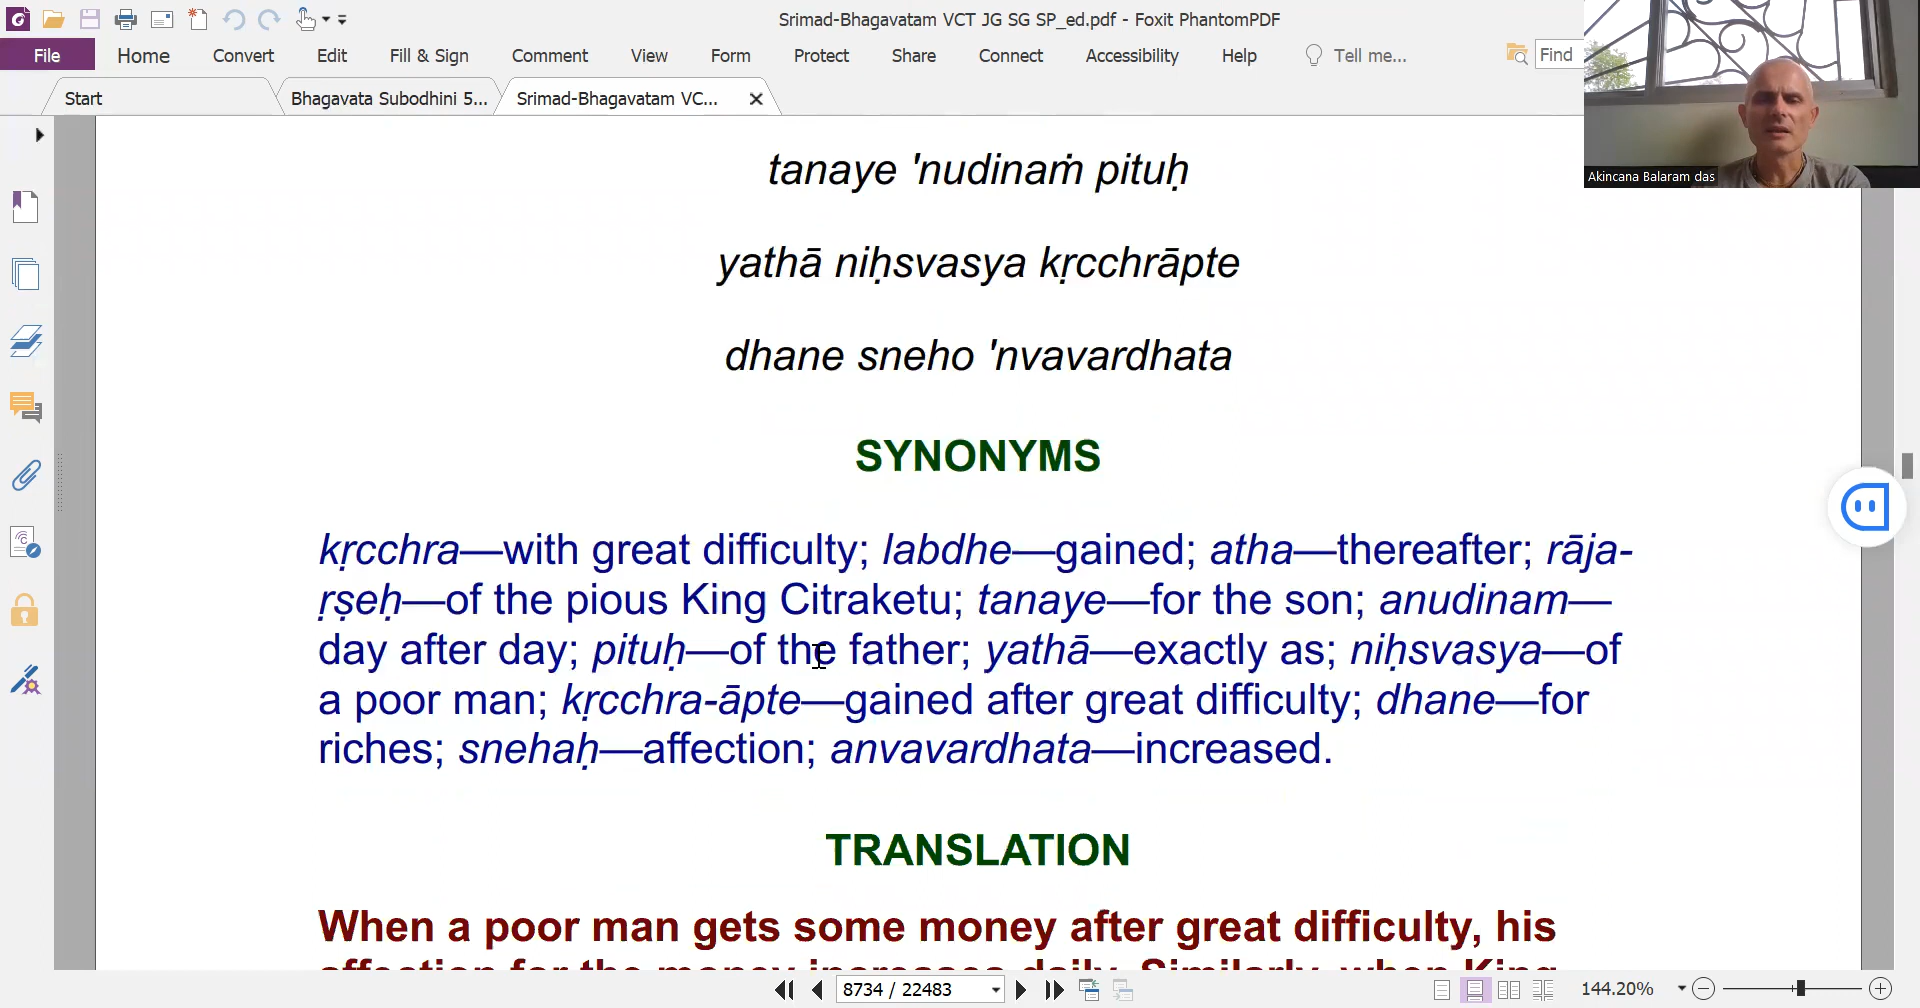 Srimad-Bhagavatam VCT JG SG SP_ed.pdf - Foxit PhantomPDF
File Home Convert Edit Fill & Sign Comment View Form Protect Share Connect Accessibility Help Tell me... Find
Start Bhagavata Subodhini 5... Srimad-Bhagavatam VC...
Akincana Balaram das
tanaye 'nudinaṁ pituḥ
yathā niḥsvasya kṛcchrāpte
dhane sneho 'nvavardhata
SYNONYMS
kṛcchra—with great difficulty; labdhe—gained; atha—thereafter; rāja-
ṛṣeḥ—of the pious King Citraketu; tanaye—for the son; anudinam—
day after day; pituḥ—of the father; yathā—exactly as; niḥsvasya—of
a poor man; kṛcchra-āpte—gained after great difficulty; dhane—for
riches; snehaḥ—affection; anvavardhata—increased.
TRANSLATION
When a poor man gets some money after great difficulty, his
affection for the money increases daily. Similarly, when King
8734 / 22483
144.20%